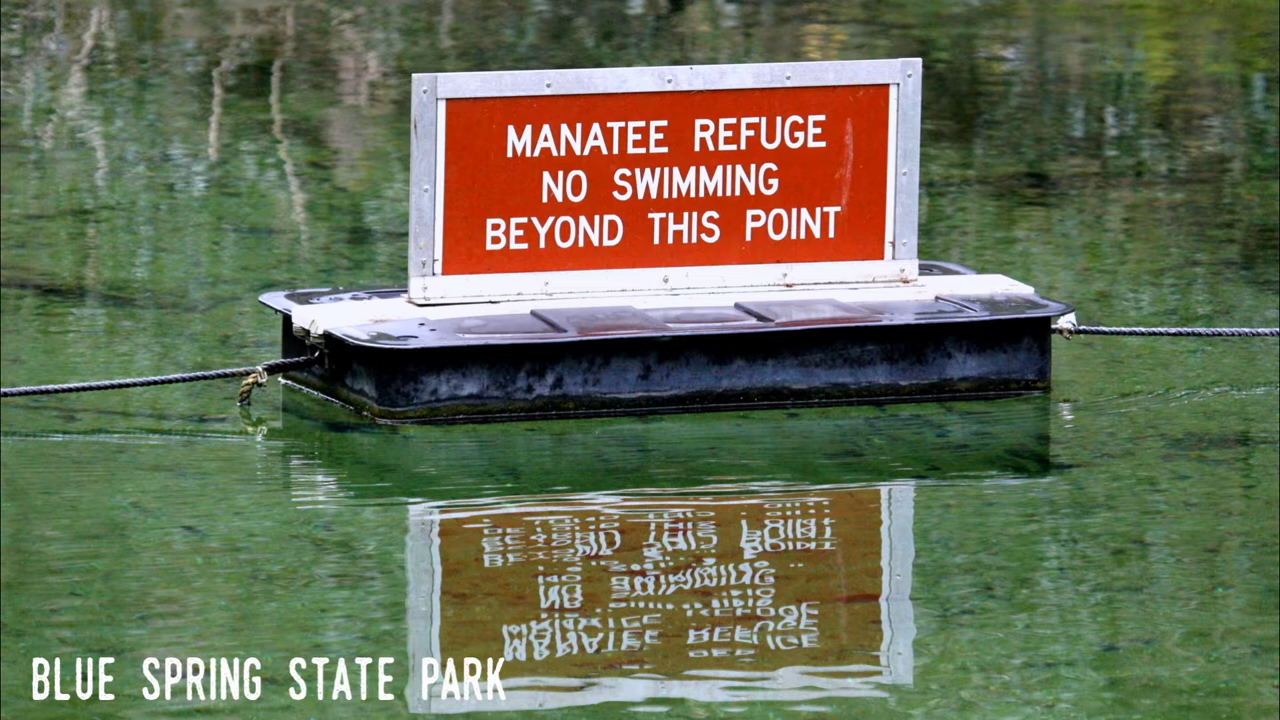 MANATEE REFUGE
NO SWIMMING
BEYOND THIS POINT
BLUE SPRING STATE PARK